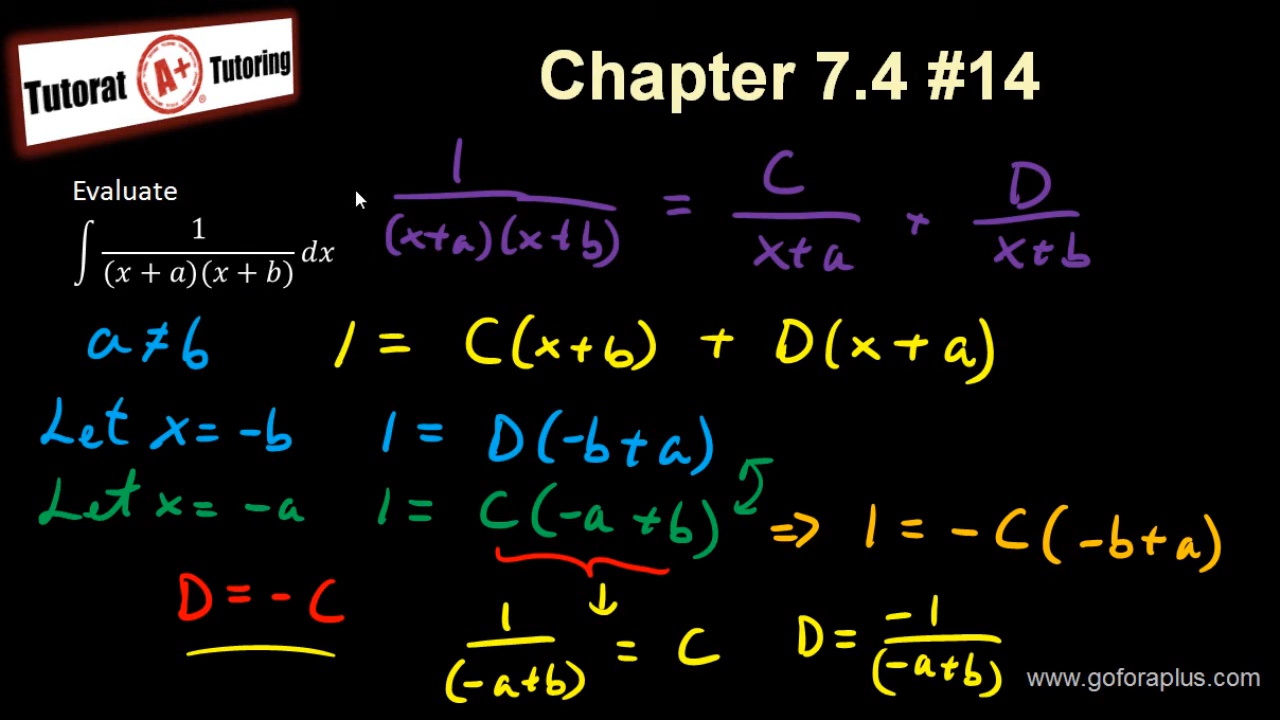 Tutorat A+ Tutoring
Chapter 7.4 #14
Evaluate
∫ 1/((x + a)(x + b)) dx
1/((x+a)(x+b)) = C/(x+a) + D/(x+b)
a ≠ b 1 = C(x+b) + D(x+a)
Let x = -b 1 = D(-b+a)
Let x = -a 1 = C(-a+b) => 1 = -C(-b+a)
D = -C
1/(-a+b) = C D = -1/(-a+b)
www.goforaplus.com